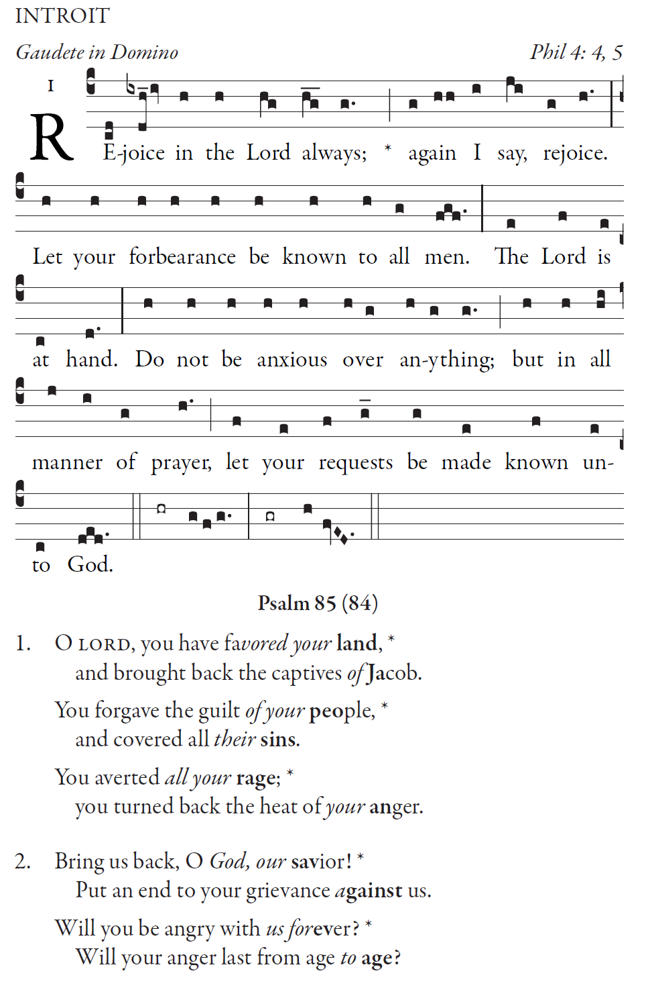 INTROIT
Gaudete in Domino Phil 4: 4, 5
1
RE-joice in the Lord always; * again I say, rejoice.
Let your forbearance be known to all men. The Lord is
at hand. Do not be anxious over an-ything; but in all
manner of prayer, let your requests be made known un-
to God.
Psalm 85 (84)
1. O LORD, you have favored your land, *
and brought back the captives of Jacob.
You forgave the guilt of your people, *
and covered all their sins.
You averted all your rage; *
you turned back the heat of your anger.
2. Bring us back, O God, our savior! *
Put an end to your grievance against us.
Will you be angry with us forever? *
Will your anger last from age to age?